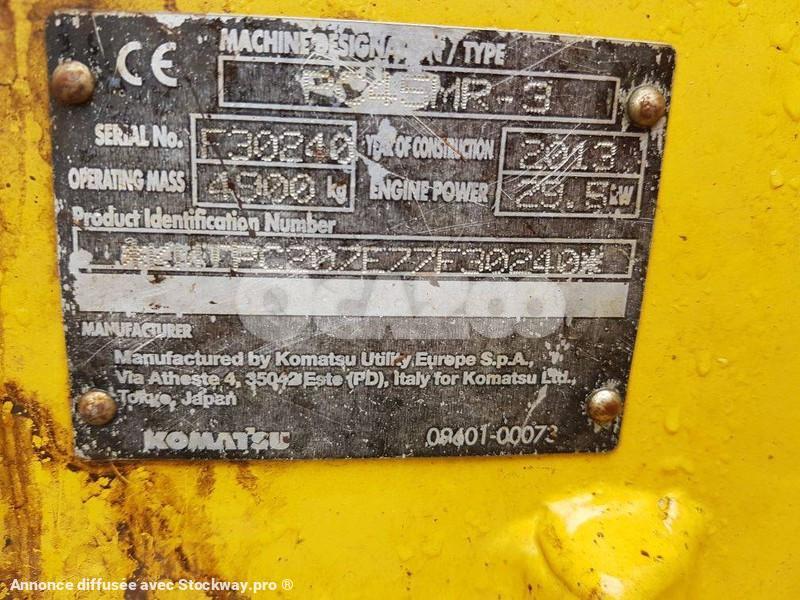 CE
MACHINE DESIGNATION / TYPE
MR-3
SERIAL No. F30240 YEAR OF CONSTRUCTION 2013
OPERATING MASS 4900 kg ENGINE POWER 29.5 kW
Product Identification Number
MANUFACTURER
Manufactured by Komatsu Utility Europe S.p.A.,
Via Atheste 4, 35042 Este (PD), Italy for Komatsu Ltd.,
Tokyo, Japan
KOMATSU 09401-00073
Annonce diffusée avec Stockway.pro ®